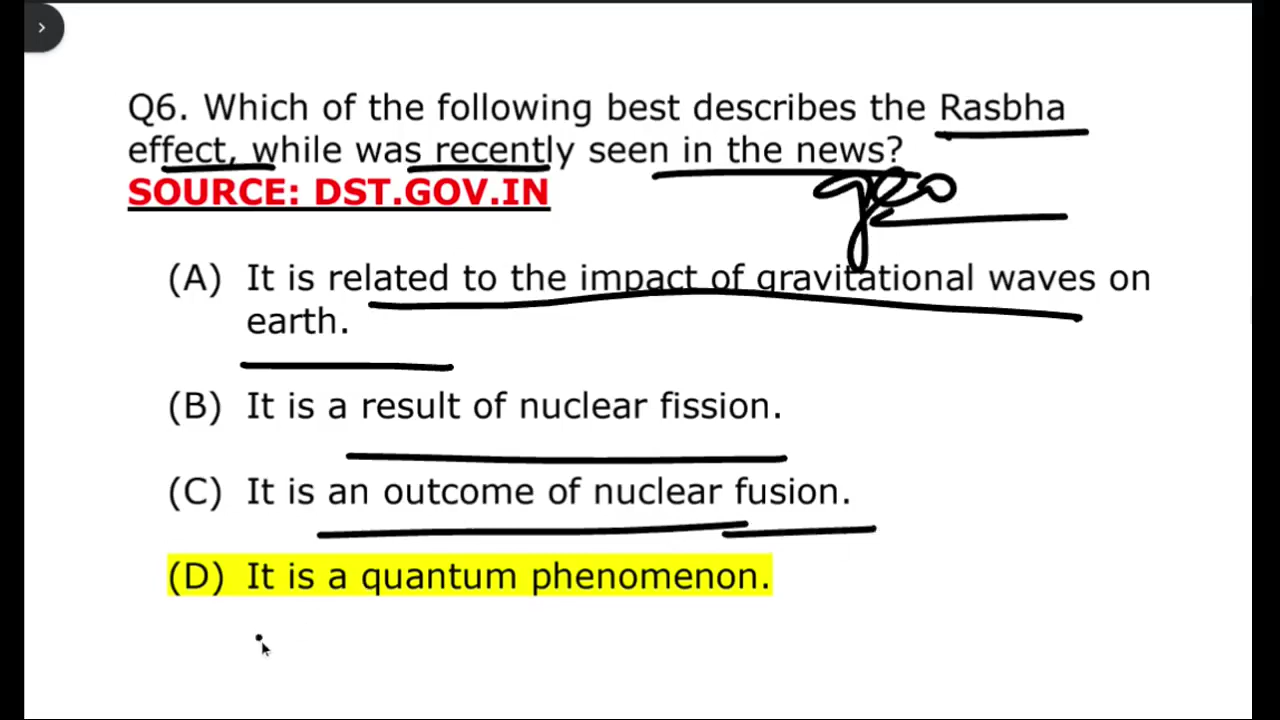 Q6. Which of the following best describes the Rasbha
effect, while was recently seen in the news?
SOURCE: DST.GOV.IN
geo
(A) It is related to the impact of gravitational waves on
earth.
(B) It is a result of nuclear fission.
(C) It is an outcome of nuclear fusion.
(D) It is a quantum phenomenon.